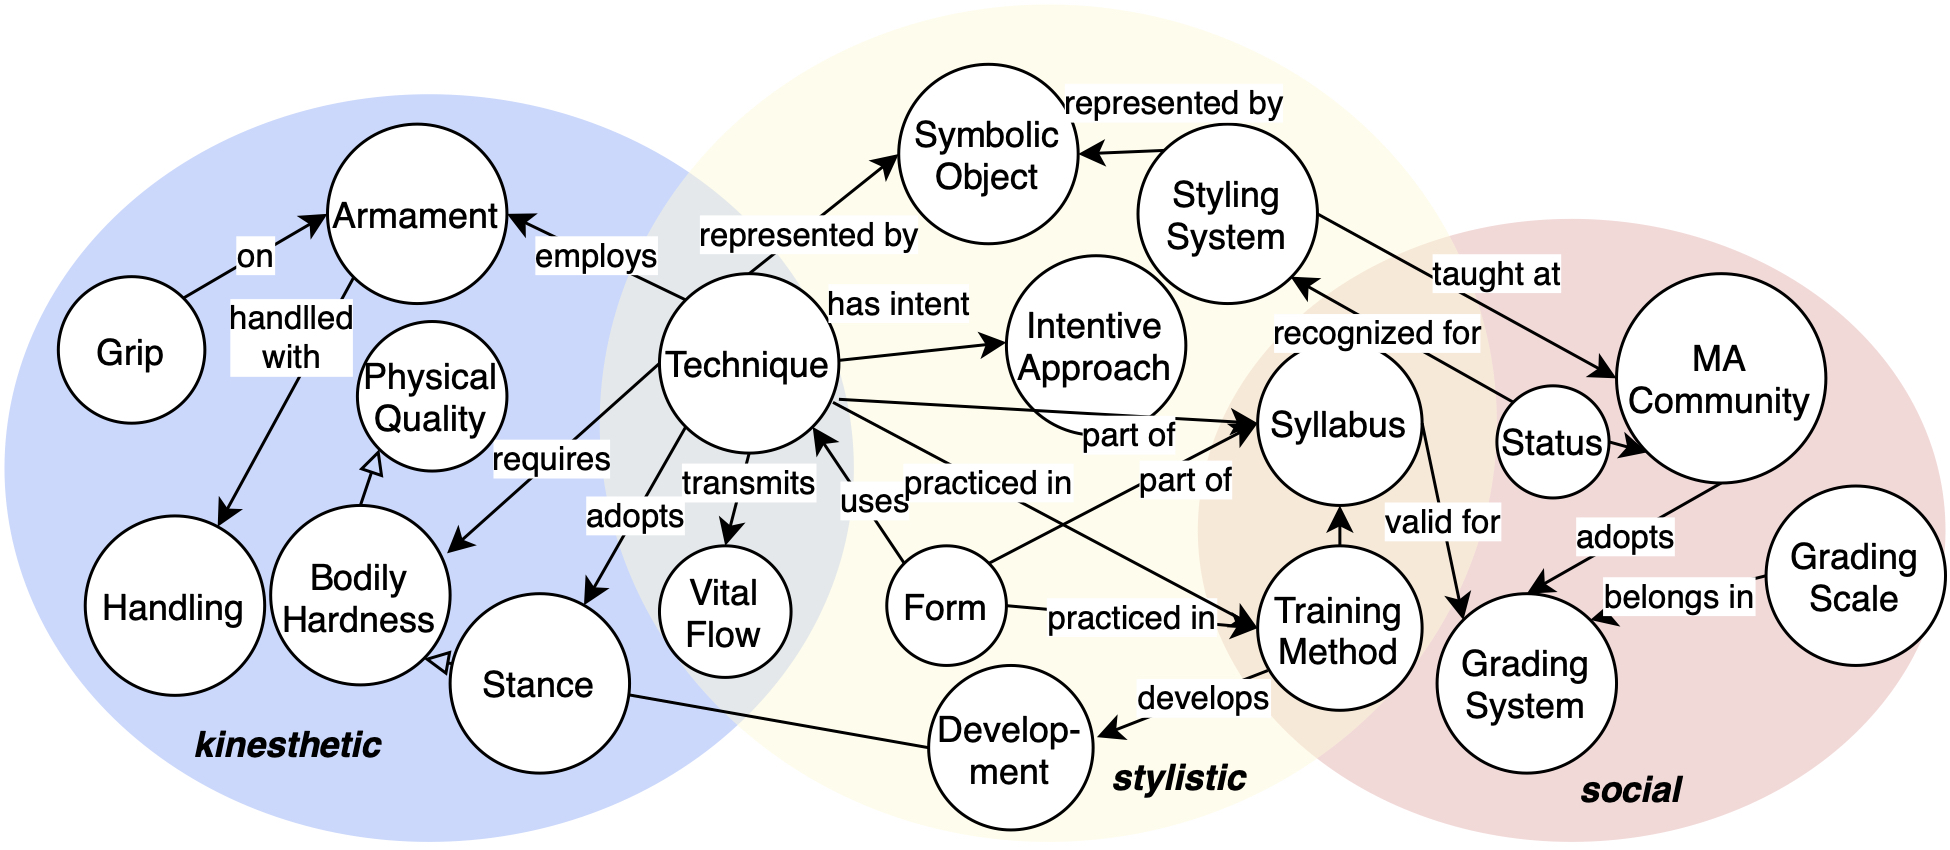 represented by
Symbolic
Object
Styling
System
Armament
represented by
employs
on
taught at
handlled
with
has intent
Intentive
Approach
recognized for
Grip
Physical
Quality
Technique
MA
Community
Syllabus
Status
part of
requires
transmits
uses
practiced in
part of
adopts
valid for
adopts
Handling
Bodily
Hardness
Vital
Flow
Form
practiced in
Training
Method
belongs in
Grading
Scale
Stance
develops
Grading
System
kinesthetic
Develop-
ment
stylistic
social